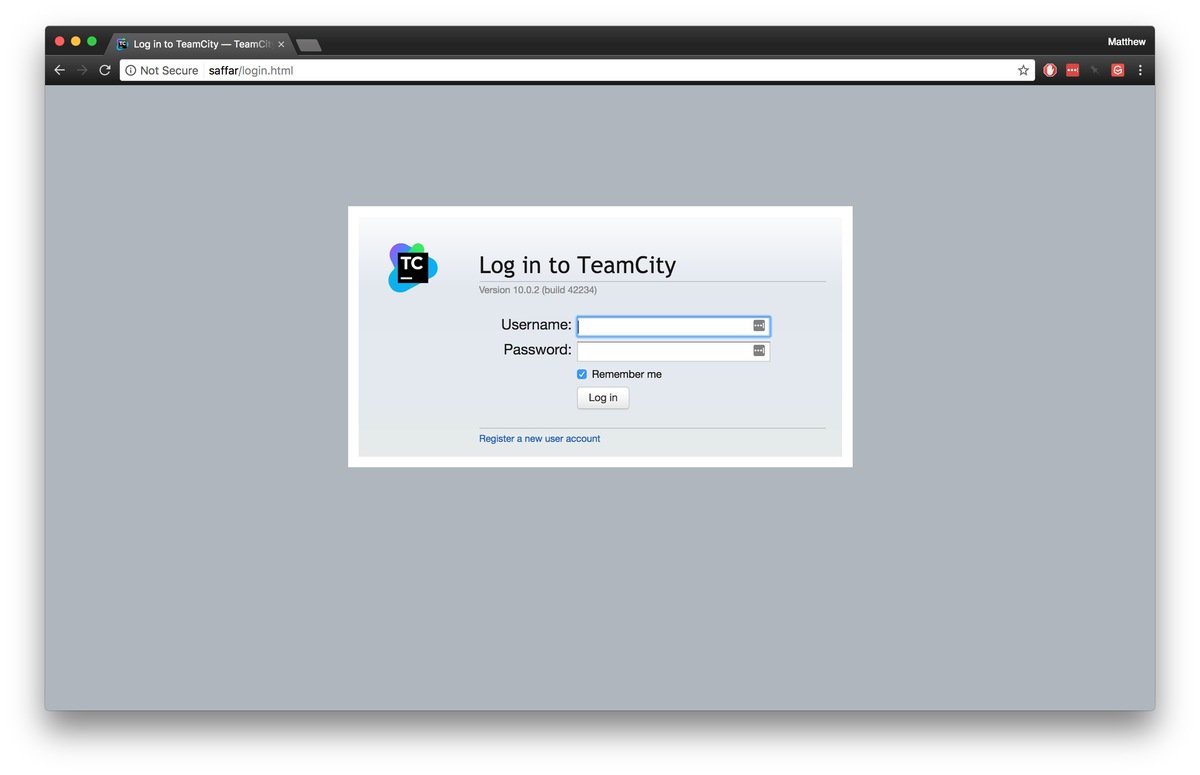 Log in to TeamCity — TeamCit
Matthew
Not Secure saffar/login.html
TC
Log in to TeamCity
Version 10.0.2 (build 42234)
Username:
Password:
Remember me
Log in
Register a new user account